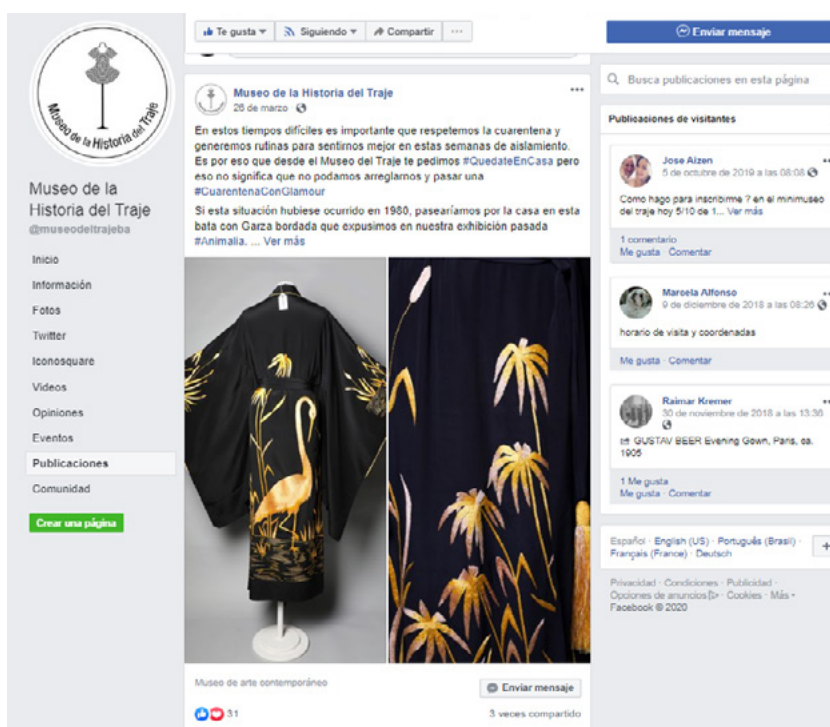 Te gusta Siguiendo Compartir ...
Enviar mensaje
Museo de la Historia del Traje
Museo de la
Historia del Traje
@museodeltrajeba
Inicio
Información
Fotos
Twitter
Iconosquare
Videos
Opiniones
Eventos
Publicaciones
Comunidad
Crear una página
Museo de la Historia del Traje
26 de marzo
En estos tiempos difíciles es importante que respetemos la cuarentena y
generemos rutinas para sentirnos mejor en estas semanas de aislamiento.
Es por eso que desde el Museo del Traje te pedimos #QuedateEnCasa pero
eso no significa que no podamos arreglarnos y pasar una
#CuarentenaConGlamour
Si esta situación hubiese ocurrido en 1980, pasearíamos por la casa en esta
bata con Garza bordada que expusimos en nuestra exhibición pasada
#Animalia. ... Ver más
Museo de arte contemporáneo
Enviar mensaje
31
3 veces compartido
Busca publicaciones en esta página
Publicaciones de visitantes
Jose Aizen
5 de octubre de 2019 a las 08:08
Como hago para inscribirme ? en el minimuseo
del traje hoy 5/10 de 1... Ver más
1 comentario
Me gusta · Comentar
Marcela Alfonso
9 de diciembre de 2018 a las 08:26
horario de visita y coordenadas
Me gusta · Comentar
Raimar Kremer
30 de noviembre de 2018 a las 13:36
GUSTAV BEER Evening Gown, Paris, ca.
1905
1 Me gusta
Me gusta · Comentar
Español · English (US) · Português (Brasil) ·
Français (France) · Deutsch
+
Privacidad · Condiciones · Publicidad ·
Opciones de anuncios · Cookies · Más
Facebook © 2020